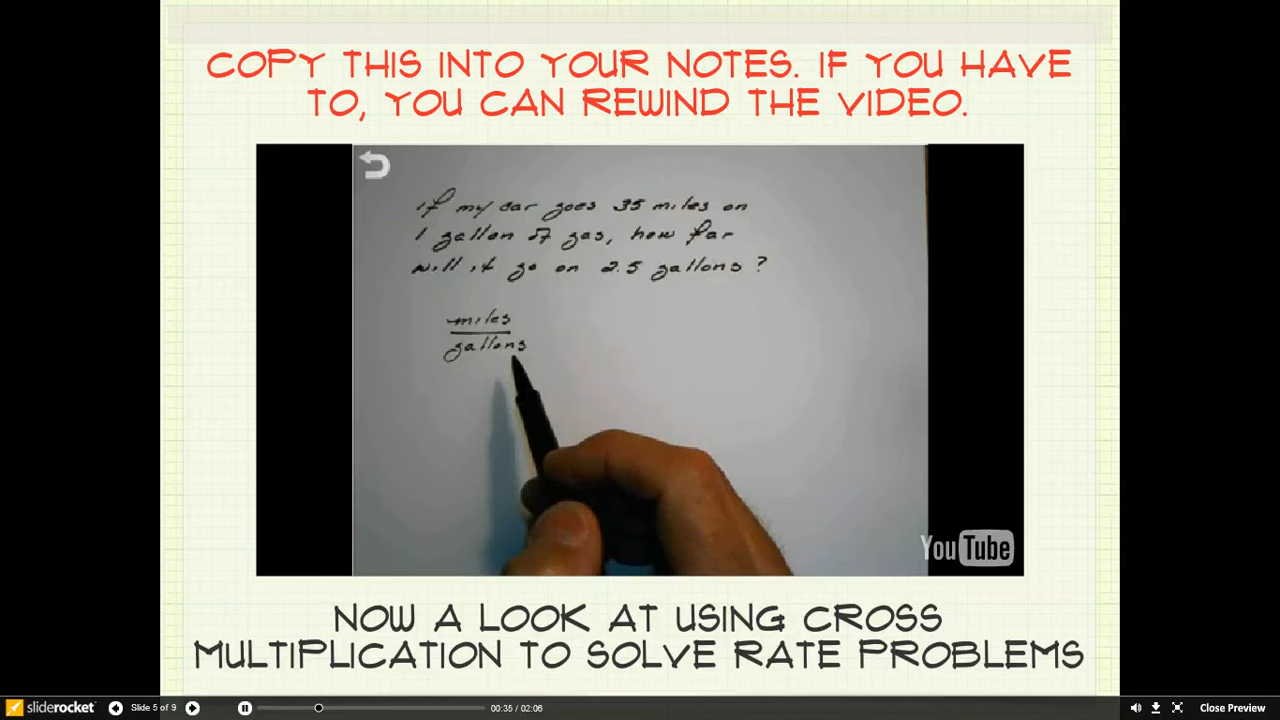 COPY THIS INTO YOUR NOTES. IF YOU HAVE
TO, YOU CAN REWIND THE VIDEO.
if my car goes 35 miles on
1 gallon of gas, how far
will it go on 2.5 gallons?
miles
gallons
YouTube
NOW A LOOK AT USING CROSS
MULTIPLICATION TO SOLVE RATE PROBLEMS
sliderocket Slide 5 of 9 00:35 / 02:06 Close Preview